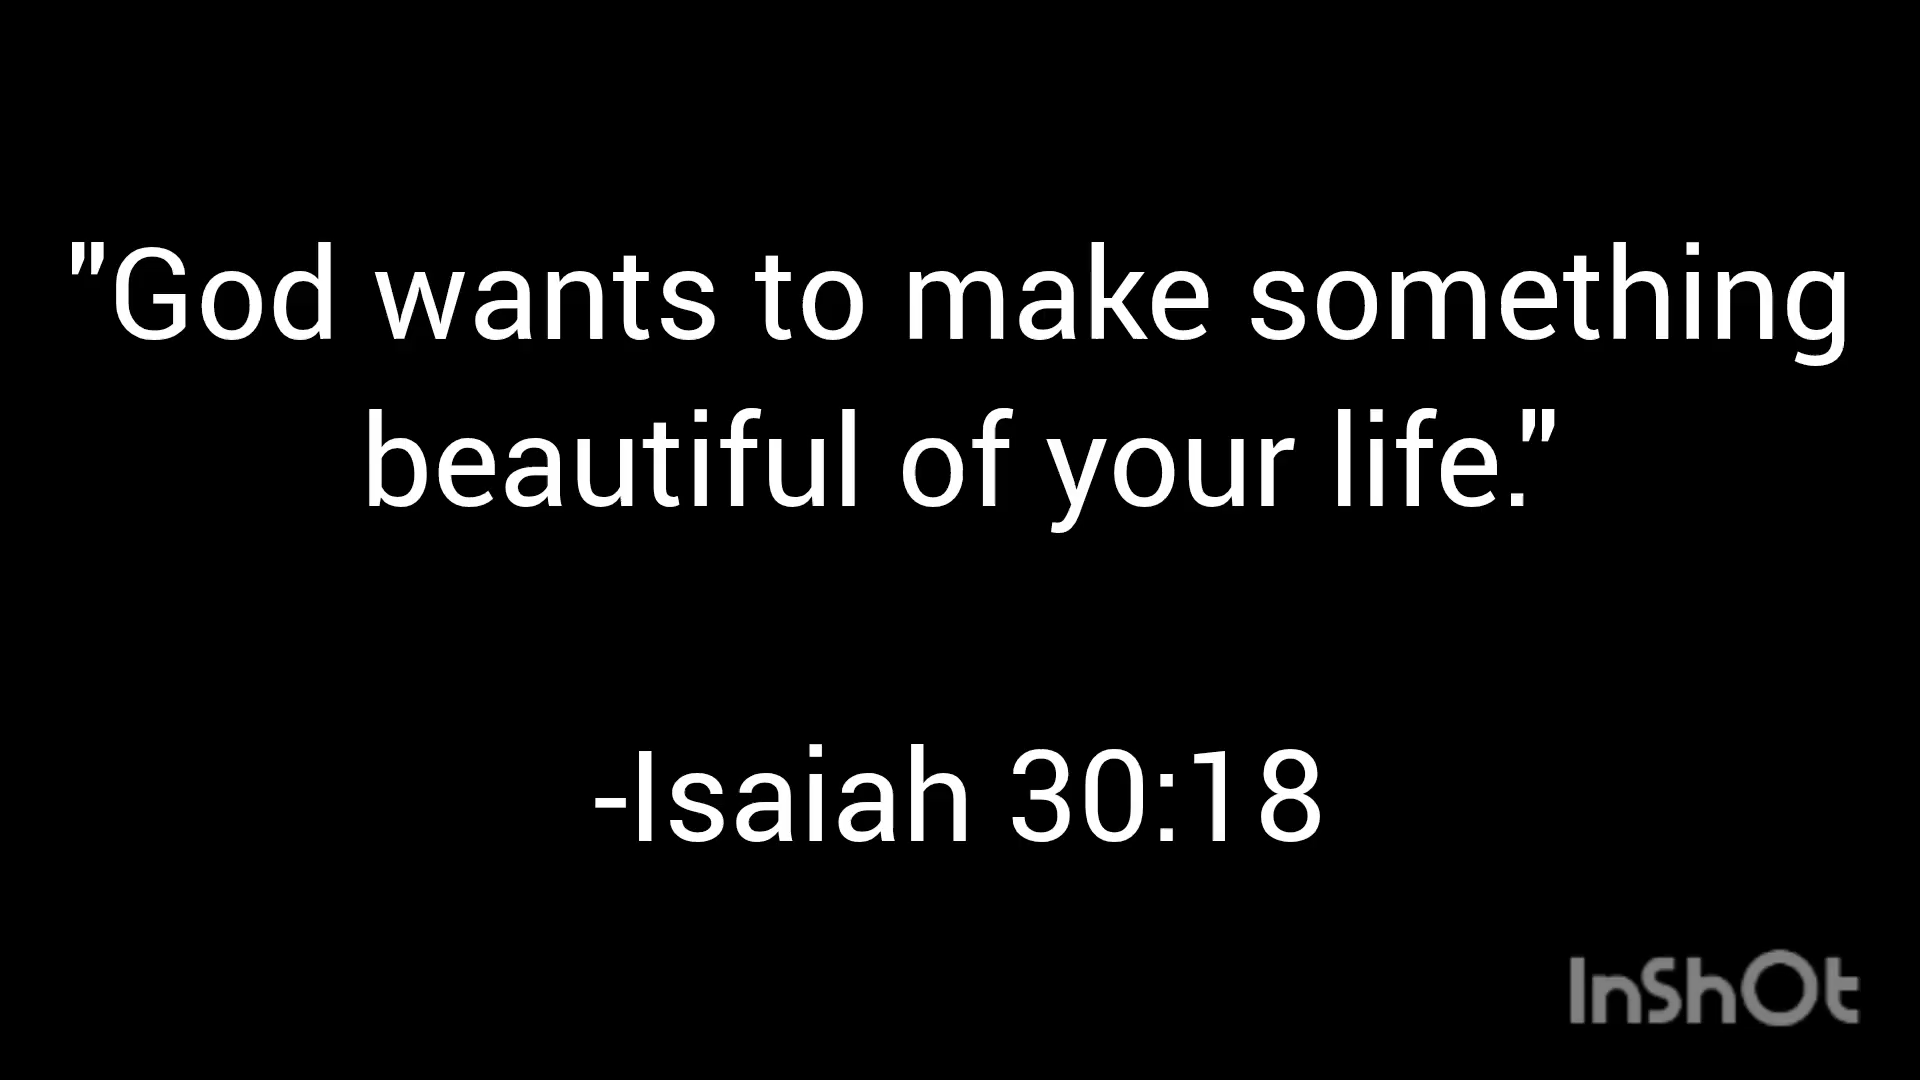 "God wants to make something
beautiful of your life."
-Isaiah 30:18
InShOt